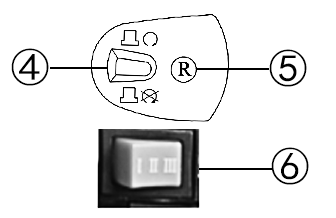 ④ Ⓡ ⑤
I II III ⑥